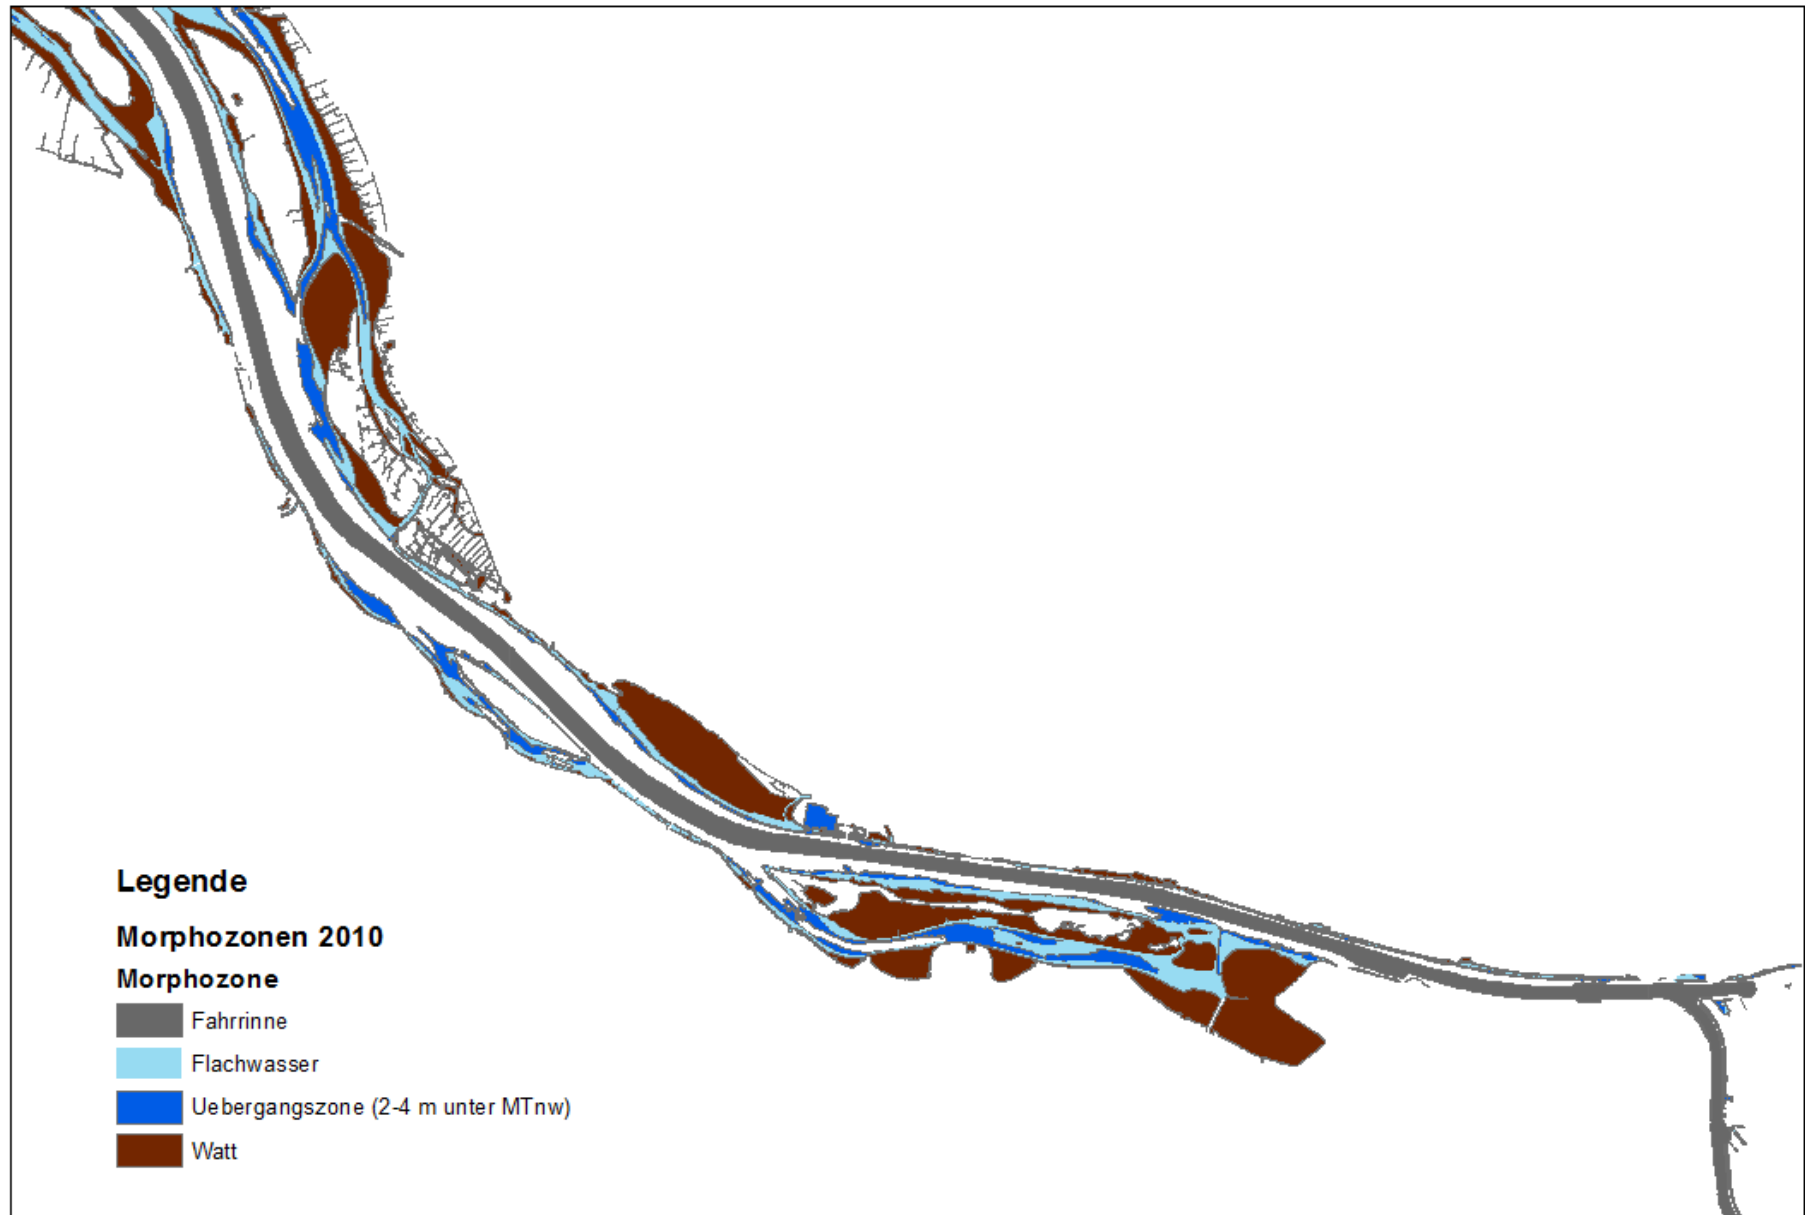 Legende
Morphozonen 2010
Morphozone
Fahrrinne
Flachwasser
Uebergangszone (2-4 m unter MTnw)
Watt